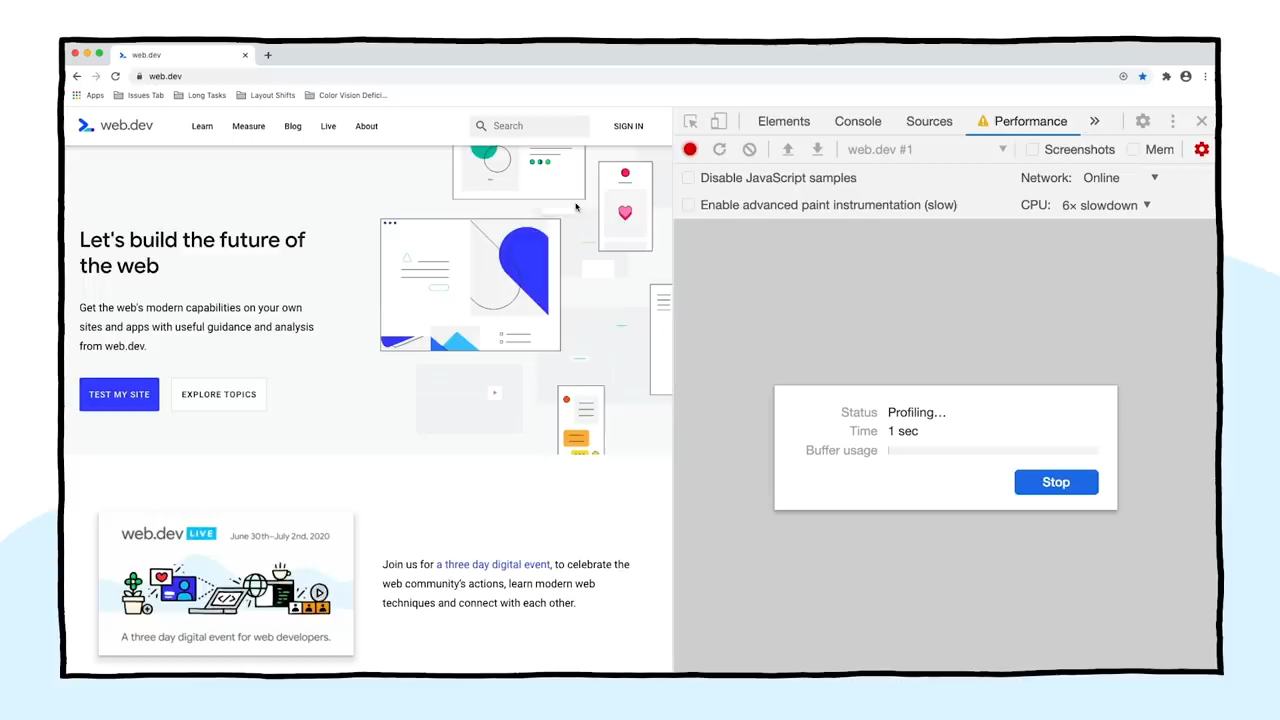 web.dev
web.dev
Apps Issues Tab Long Tasks Layout Shifts Color Vision Defici...
web.dev Learn Measure Blog Live About Search SIGN IN
Let's build the future of
the web
Get the web's modern capabilities on your own
sites and apps with useful guidance and analysis
from web.dev.
TEST MY SITE EXPLORE TOPICS
web.dev LIVE June 30th-July 2nd, 2020
A three day digital event for web developers.
Join us for a three day digital event, to celebrate the
web community's actions, learn modern web
techniques and connect with each other.
Elements Console Sources Performance
web.dev #1 Screenshots Mem
Disable JavaScript samples Network: Online
Enable advanced paint instrumentation (slow) CPU: 6× slowdown
Status Profiling…
Time 1 sec
Buffer usage
Stop